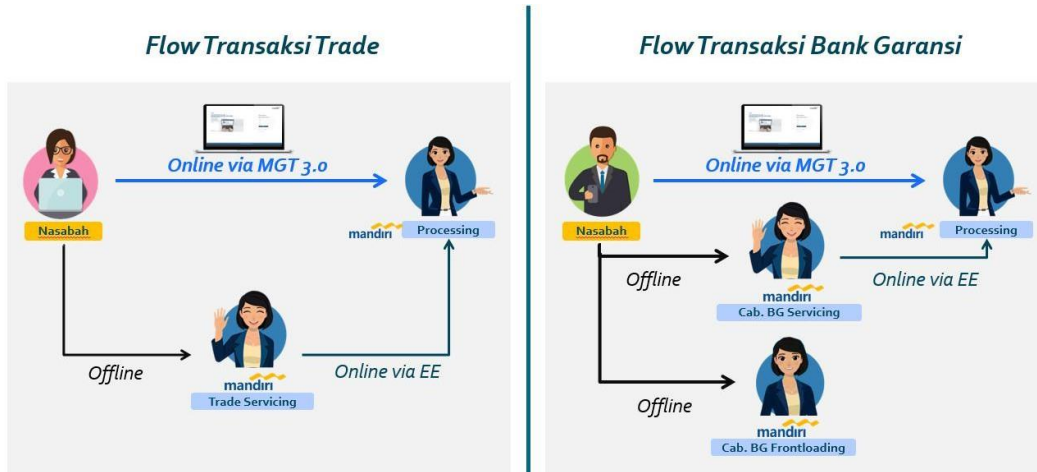 Flow Transaksi Trade
Online via MGT 3.0
Nasabah
mandiri
Processing
Offline
Online via EE
mandiri
Trade Servicing
Flow Transaksi Bank Garansi
Online via MGT 3.0
Nasabah
mandiri
Processing
Offline
Online via EE
mandiri
Cab. BG Servicing
Offline
mandiri
Cab. BG Frontloading